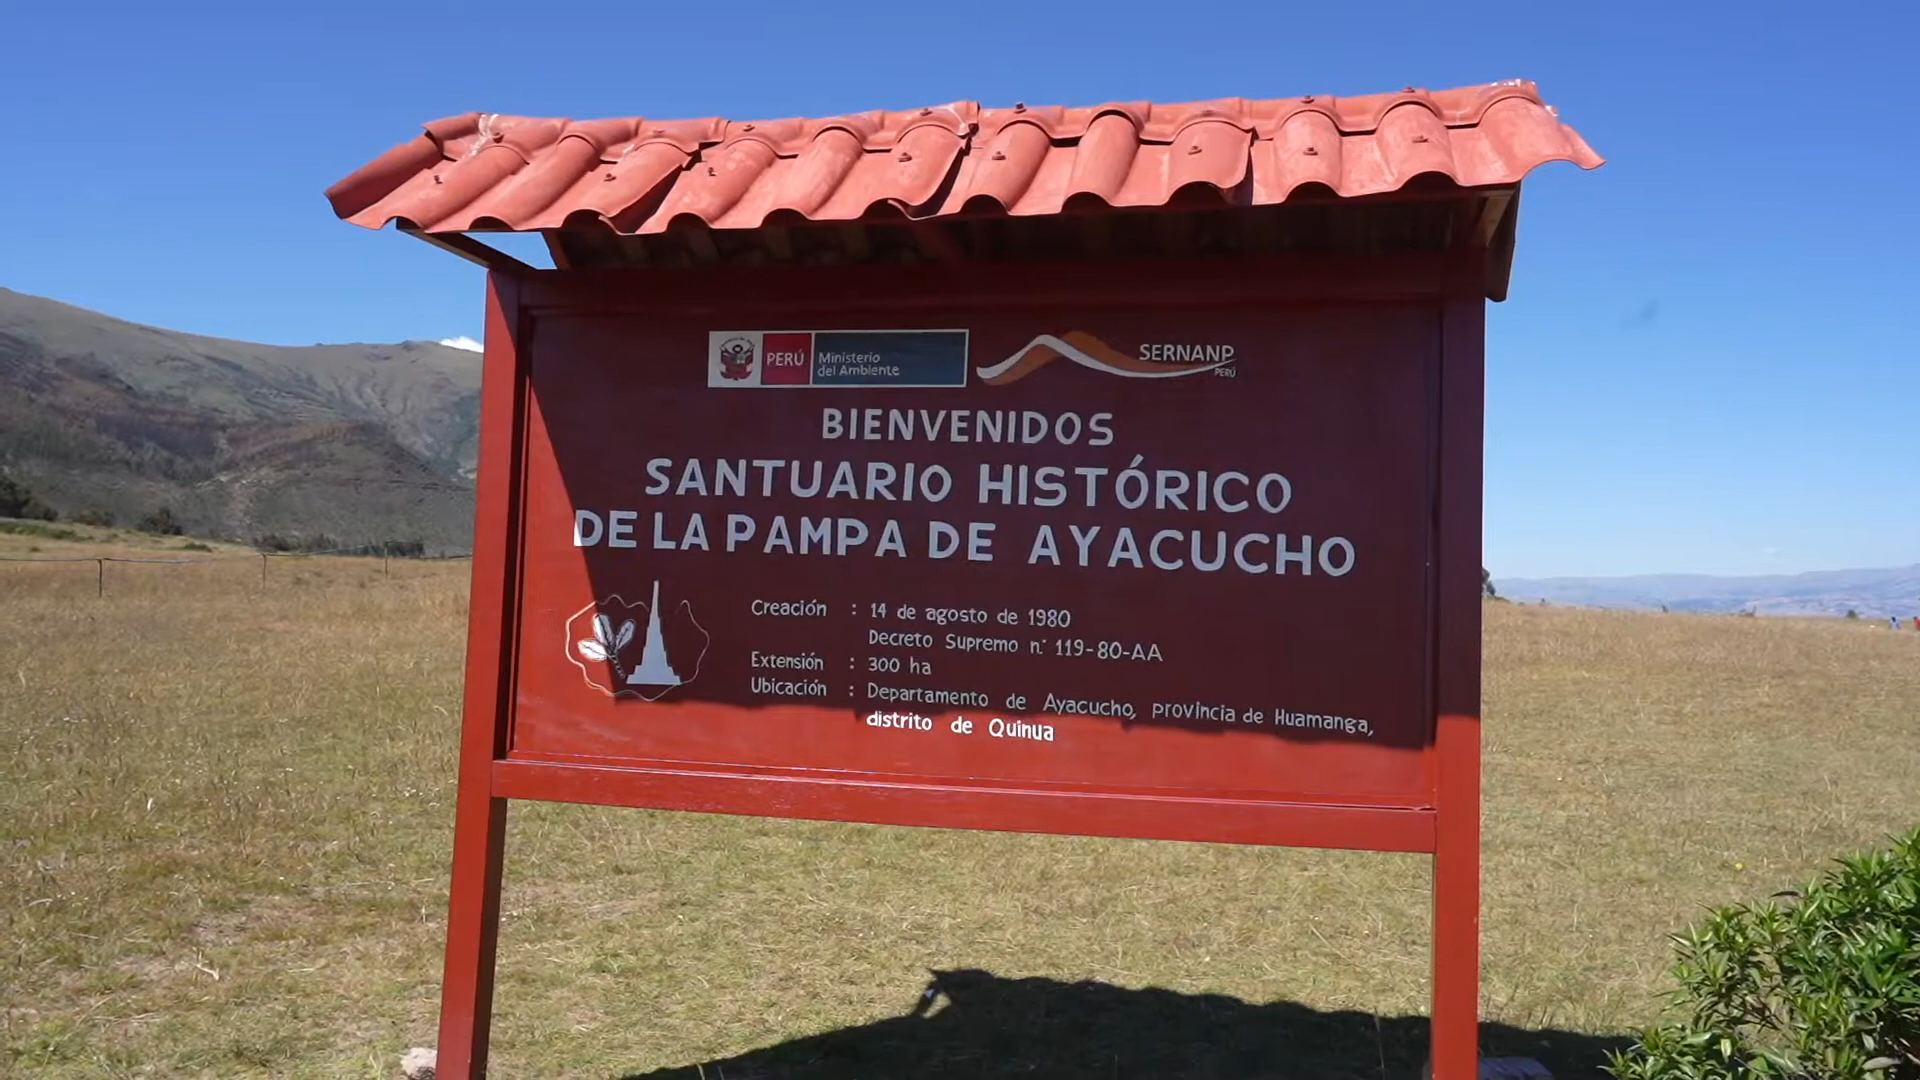 PERÚ
Ministerio
del Ambiente
SERNANP
PERÚ
BIENVENIDOS
SANTUARIO HISTÓRICO
DE LA PAMPA DE AYACUCHO
Creación : 14 de agosto de 1980
Decreto Supremo n.° 119-80-AA
Extensión : 300 ha
Ubicación : Departamento de Ayacucho, provincia de Huamanga,
distrito de Quinua